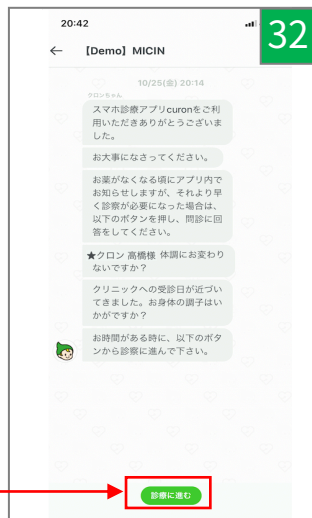 20:42
32
← 【Demo】MICIN
10/25(金) 20:14
クロンちゃん
スマホ診療アプリcuronをご利
用いただきありがとうございま
した。
お大事になさってください。
お薬がなくなる頃にアプリ内で
お知らせしますが、それより早
く診察が必要になった場合は、
以下のボタンを押し、問診に回
答をしてください。
★クロン 高橋様 体調にお変わり
ないですか？
クリニックへの受診日が近づい
てきました。お身体の調子はい
かがですか？
お時間がある時に、以下のボタ
ンから診察に進んで下さい。
診療に進む